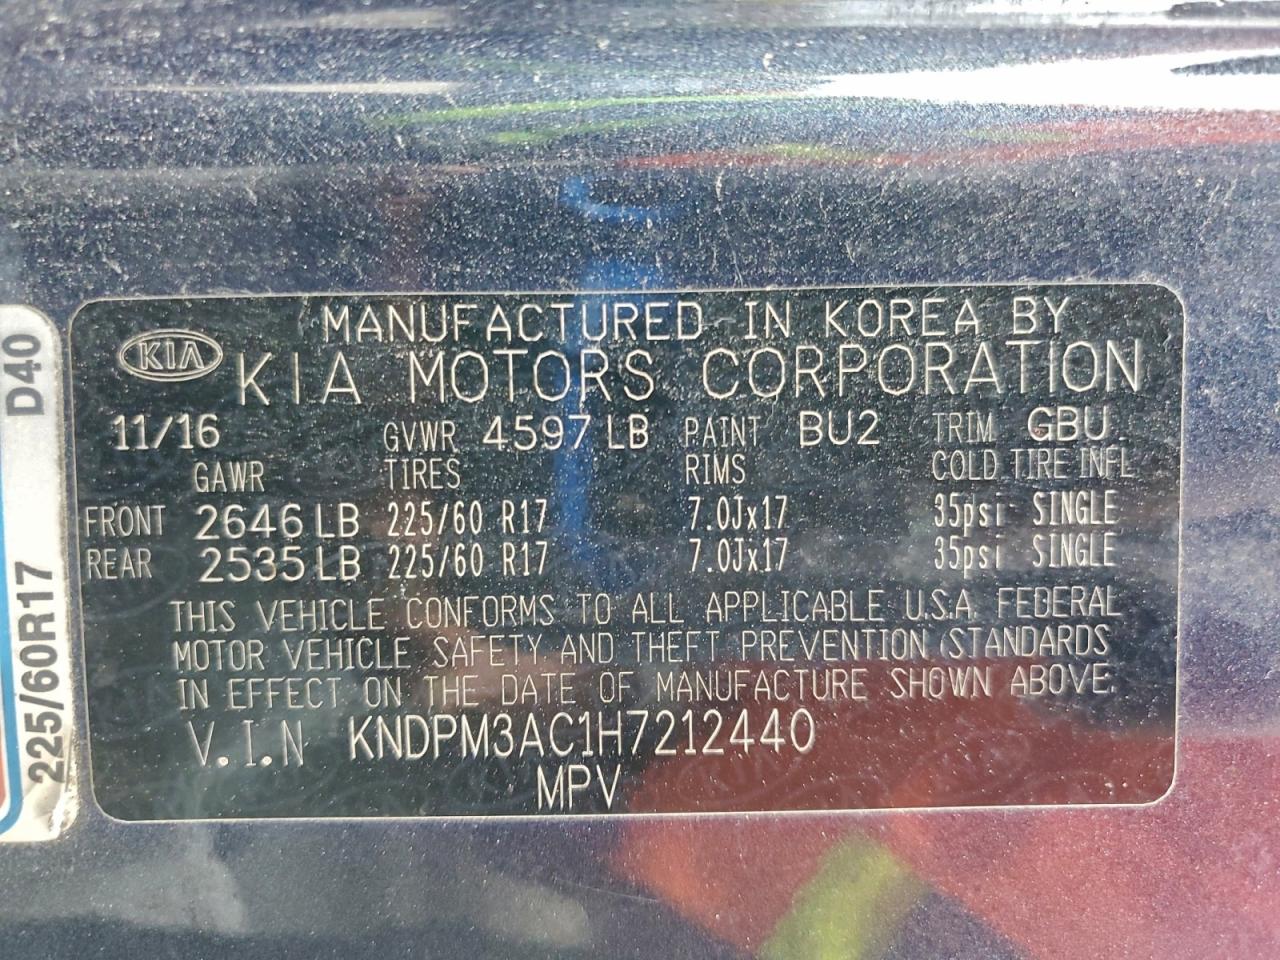 MANUFACTURED IN KOREA BY
KIA KIA MOTORS CORPORATION
11/16 GVWR 4597 LB PAINT BU2 TRIM GBU
GAWR TIRES RIMS COLD TIRE INFL
FRONT 2646 LB 225/60 R17 7.0Jx17 35psi SINGLE
REAR 2535 LB 225/60 R17 7.0Jx17 35psi SINGLE
THIS VEHICLE CONFORMS TO ALL APPLICABLE U.S.A FEDERAL
MOTOR VEHICLE SAFETY AND THEFT PREVENTION STANDARDS
IN EFFECT ON THE DATE OF MANUFACTURE SHOWN ABOVE.
V.I.N KNDPM3AC1H7212440
MPV
225/60R17 D40